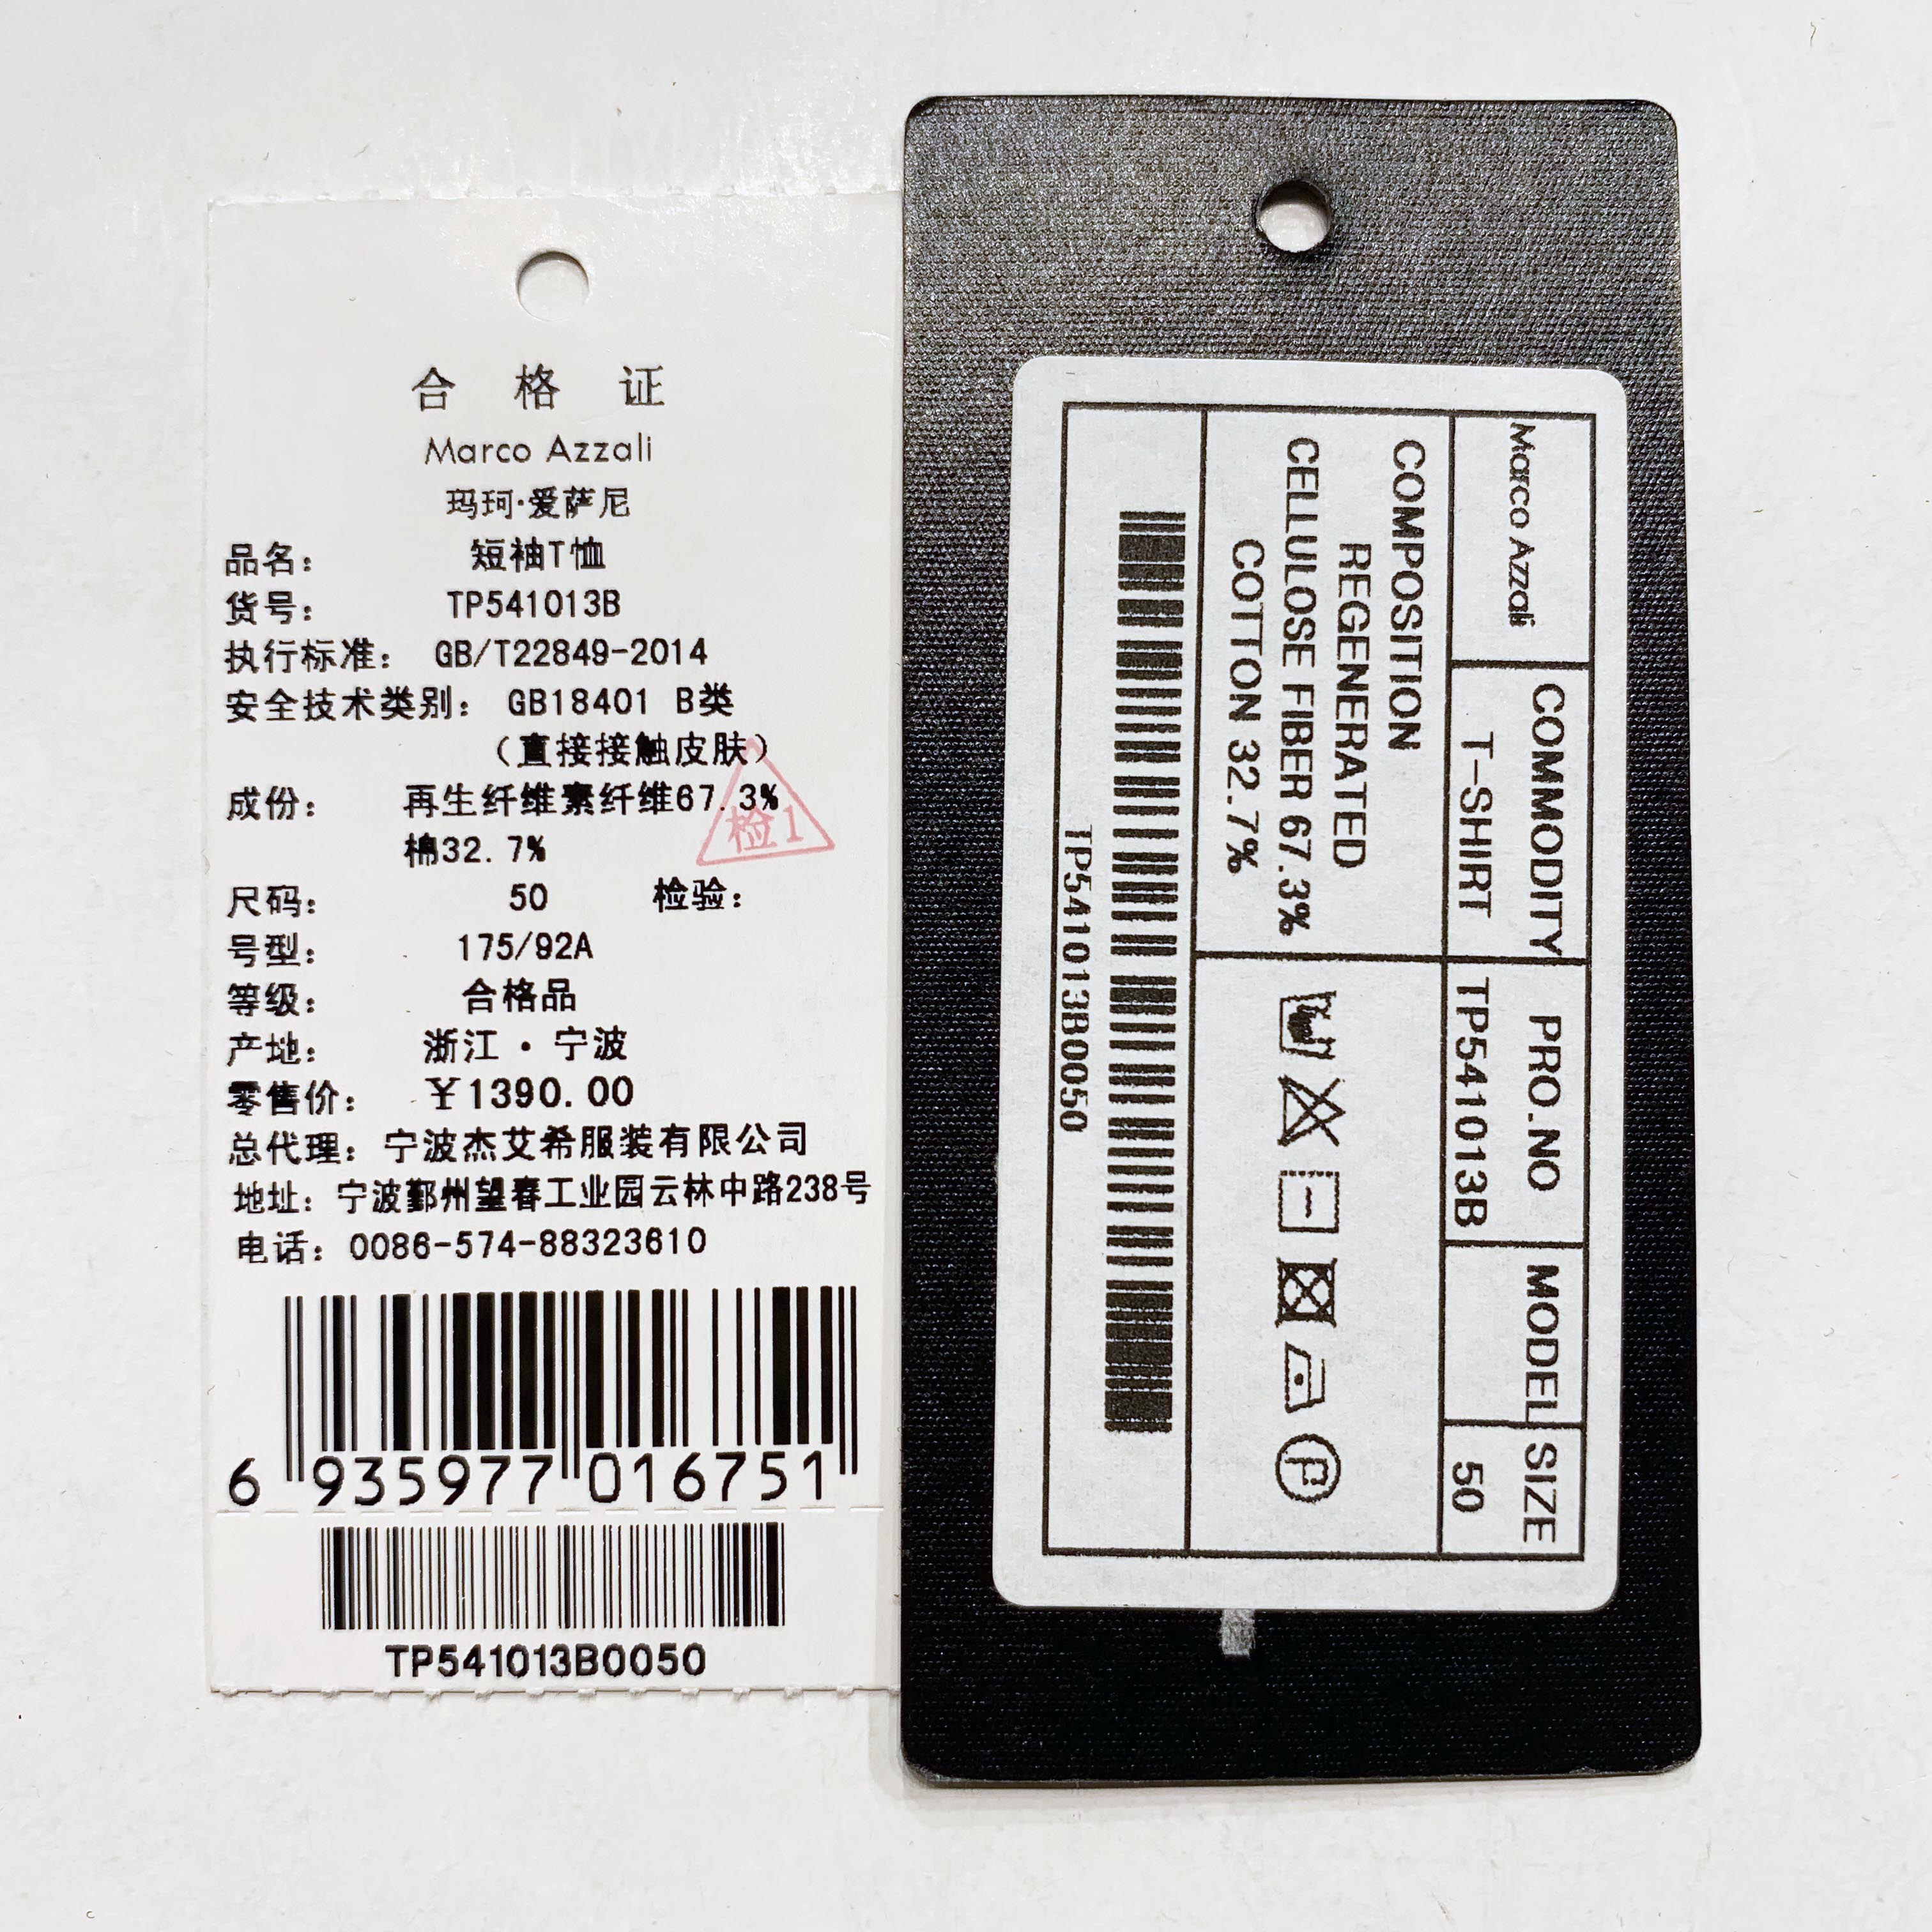 合 格 证
Marco Azzali
玛珂·爱萨尼
品名： 短袖T恤
货号： TP541013B
执行标准： GB/T22849-2014
安全技术类别： GB18401 B类
（直接接触皮肤）
成份： 再生纤维素纤维67.3%
棉32.7%
检1
尺码： 50 检验：
号型： 175/92A
等级： 合格品
产地： 浙江·宁波
零售价： ￥1390.00
总代理：宁波杰艾希服装有限公司
地址：宁波鄞州望春工业园云林中路238号
电话：0086-574-88323610
6 935977 016751
TP541013B0050
Marco Azzali
COMMODITY
T-SHIRT
PRO.NO
TP541013B
MODEL
SIZE
50
COMPOSITION
REGENERATED
CELLULOSE FIBER 67.3%
COTTON 32.7%
P
TP541013B0050